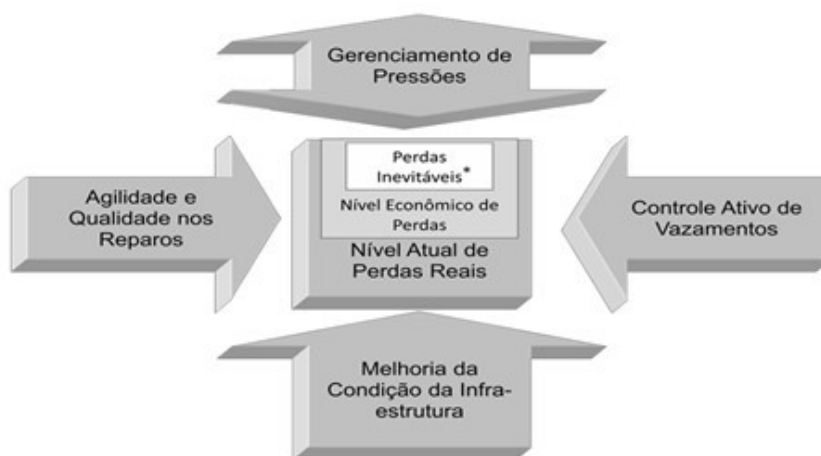 Gerenciamento de
Pressões
Perdas
Inevitáveis*
Nível Econômico de
Perdas
Nível Atual de
Perdas Reais
Agilidade e
Qualidade nos
Reparos
Controle Ativo de
Vazamentos
Melhoria da
Condição da Infra-
estrutura